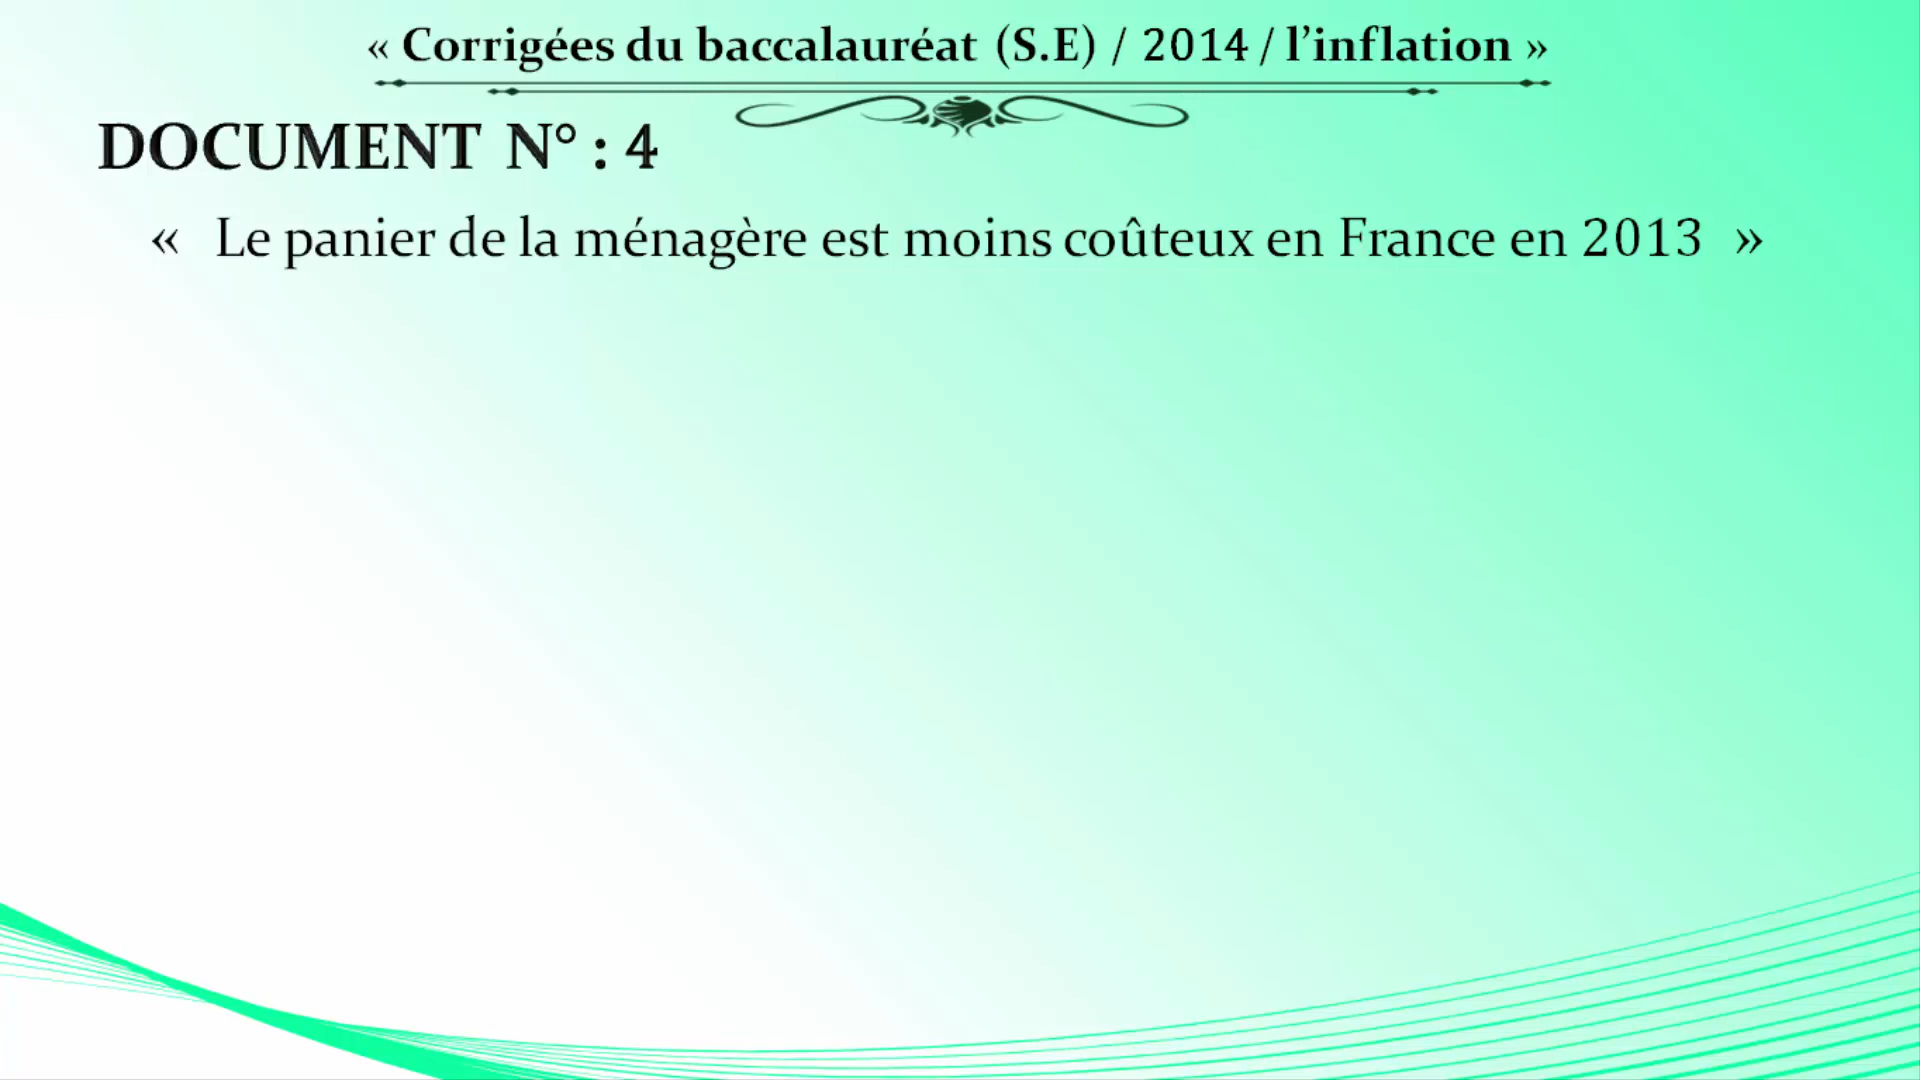 « Corrigées du baccalauréat (S.E) / 2014 / l’inflation »
DOCUMENT N° : 4
« Le panier de la ménagère est moins coûteux en France en 2013 »